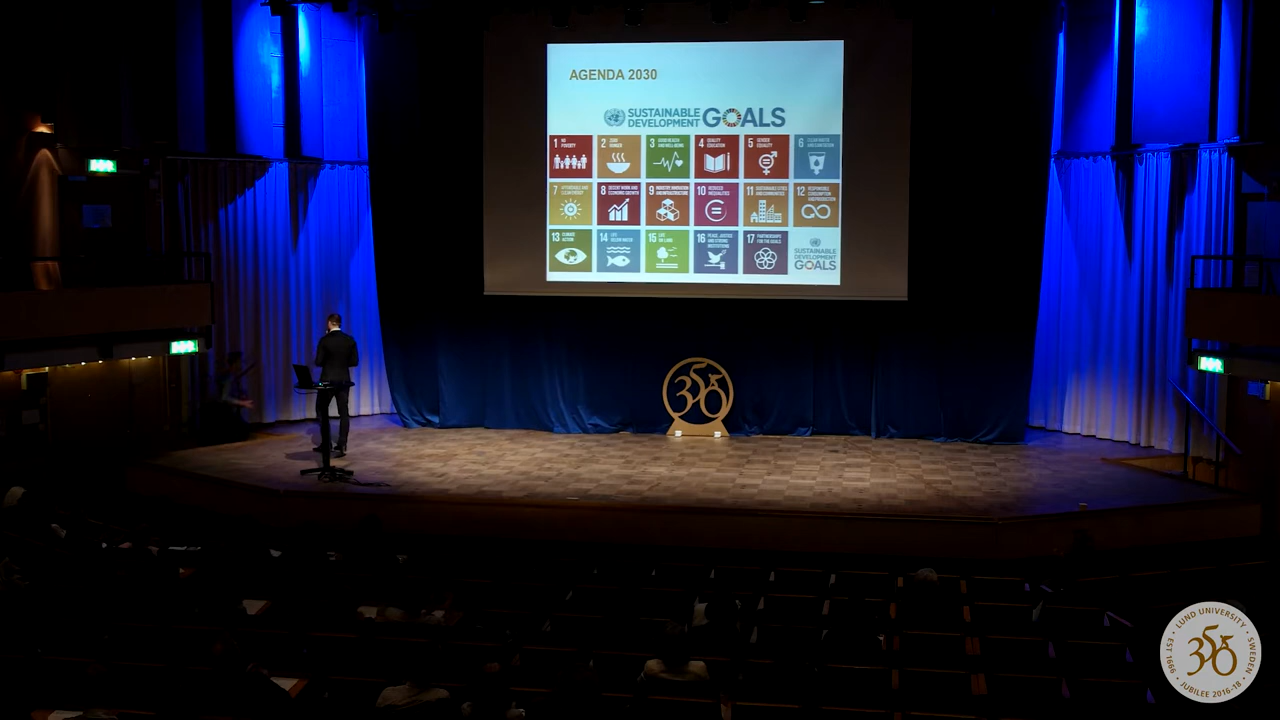 AGENDA 2030
SUSTAINABLE
DEVELOPMENT
GOALS
1 NO
POVERTY
2 ZERO
HUNGER
3 GOOD HEALTH
AND WELL-BEING
4 QUALITY
EDUCATION
5 GENDER
EQUALITY
6 CLEAN WATER
AND SANITATION
7 AFFORDABLE AND
CLEAN ENERGY
8 DECENT WORK AND
ECONOMIC GROWTH
9 INDUSTRY, INNOVATION
AND INFRASTRUCTURE
10 REDUCED
INEQUALITIES
11 SUSTAINABLE CITIES
AND COMMUNITIES
12 RESPONSIBLE
CONSUMPTION
AND PRODUCTION
13 CLIMATE
ACTION
14 LIFE
BELOW WATER
15 LIFE
ON LAND
16 PEACE, JUSTICE
AND STRONG
INSTITUTIONS
17 PARTNERSHIPS
FOR THE GOALS
SUSTAINABLE
DEVELOPMENT
GOALS
350
LUND UNIVERSITY · SWEDEN
EST. 1666
350
JUBILEE 2016-18